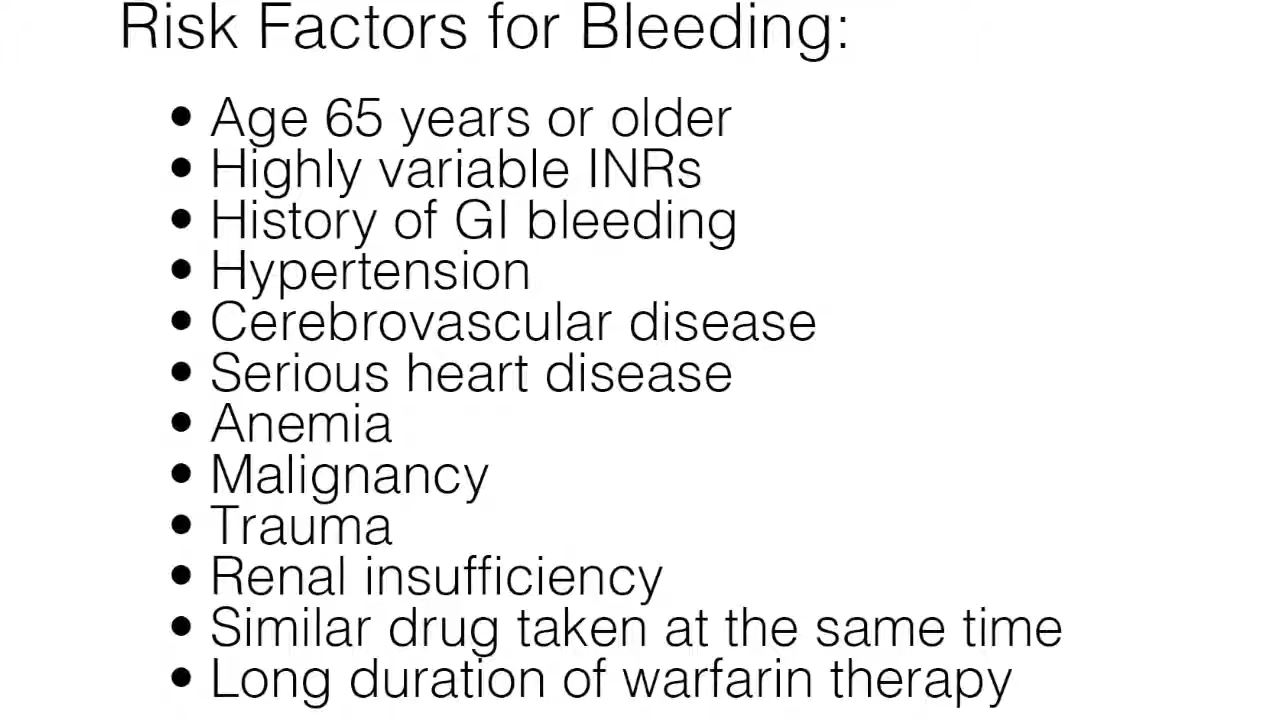 Risk Factors for Bleeding:
• Age 65 years or older
• Highly variable INRs
• History of GI bleeding
• Hypertension
• Cerebrovascular disease
• Serious heart disease
• Anemia
• Malignancy
• Trauma
• Renal insufficiency
• Similar drug taken at the same time
• Long duration of warfarin therapy